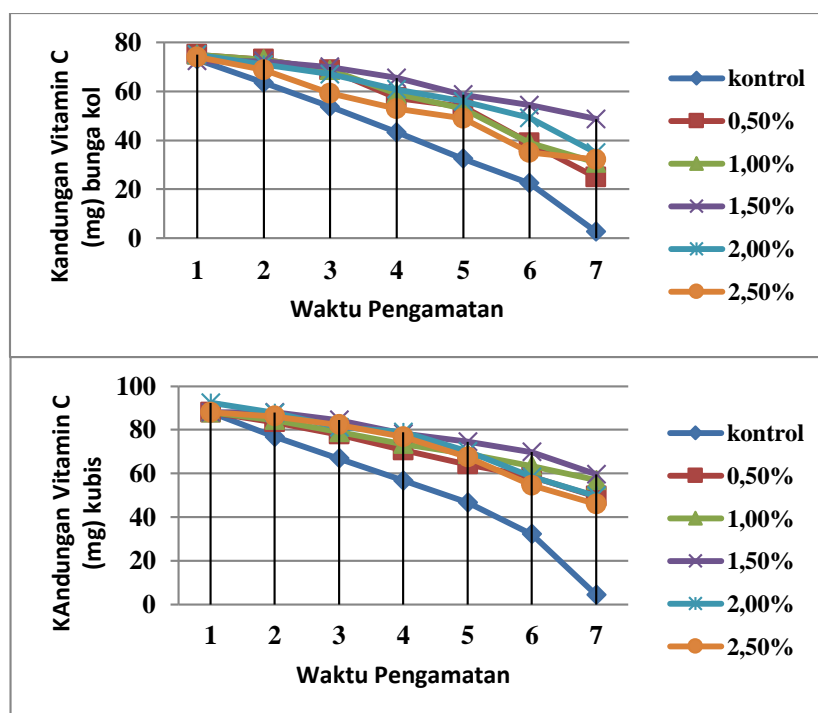 Kandungan Vitamin C
(mg) bunga kol
80
60
40
20
0
1 2 3 4 5 6 7
Waktu Pengamatan
kontrol
0,50%
1,00%
1,50%
2,00%
2,50%
KAndungan Vitamin C
(mg) kubis
100
80
60
40
20
0
1 2 3 4 5 6 7
Waktu Pengamatan
kontrol
0,50%
1,00%
1,50%
2,00%
2,50%